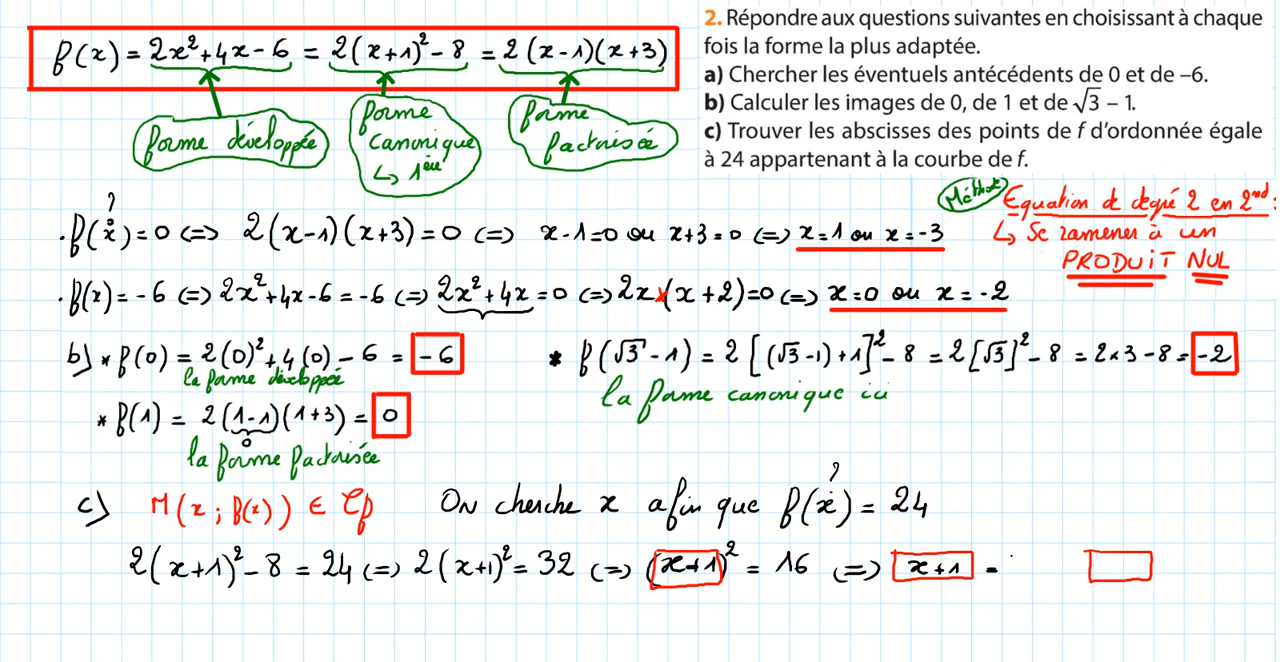 f(x) = 2x² + 4x - 6 = 2(x+1)² - 8 = 2(x-1)(x+3)
forme développée
forme canonique
↳ 1ère
forme factorisée
2. Répondre aux questions suivantes en choisissant à chaque
fois la forme la plus adaptée.
a) Chercher les éventuels antécédents de 0 et de –6.
b) Calculer les images de 0, de 1 et de √3 – 1.
c) Trouver les abscisses des points de f d'ordonnée égale
à 24 appartenant à la courbe de f.
Méthode
Equation de degré 2 en 2nd :
↳ Se ramener à un
PRODUIT NUL
?
. f(x) = 0 <=> 2(x-1)(x+3) = 0 <=> x-1=0 ou x+3=0 <=> x=1 ou x=-3
. f(x) = -6 <=> 2x²+4x-6 = -6 <=> 2x²+4x=0 <=> 2x×(x+2)=0 <=> x=0 ou x=-2
b) * f(0) = 2(0)² + 4(0) - 6 = -6
la forme développée
* f(√3 - 1) = 2[(√3-1)+1]² - 8 = 2[√3]² - 8 = 2×3 - 8 = -2
la forme canonique ici
* f(1) = 2(1-1)(1+3) = 0
0
la forme factorisée
?
c) M(x ; f(x)) ∈ Cf On cherche x afin que f(x) = 24
2(x+1)² - 8 = 24 <=> 2(x+1)² = 32 <=> (x+1)² = 16 <=> x+1 =